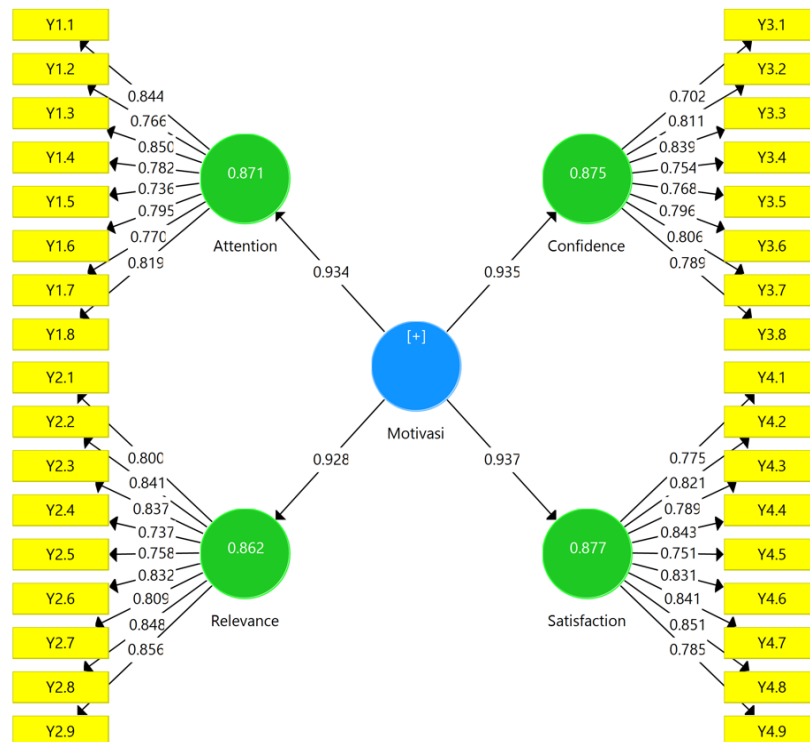 Y1.1
Y1.2
Y1.3
Y1.4
Y1.5
Y1.6
Y1.7
Y1.8
0.844
0.766
0.850
0.782
0.736
0.795
0.770
0.819
0.871
Attention
0.934
Y2.1
Y2.2
Y2.3
Y2.4
Y2.5
Y2.6
Y2.7
Y2.8
Y2.9
0.800
0.841
0.837
0.737
0.758
0.832
0.809
0.848
0.856
0.862
Relevance
0.928
[+]
Motivasi
0.935
0.875
Confidence
0.702
0.811
0.839
0.754
0.768
0.796
0.806
0.789
Y3.1
Y3.2
Y3.3
Y3.4
Y3.5
Y3.6
Y3.7
Y3.8
0.937
0.877
Satisfaction
0.775
0.821
0.789
0.843
0.751
0.831
0.841
0.851
0.785
Y4.1
Y4.2
Y4.3
Y4.4
Y4.5
Y4.6
Y4.7
Y4.8
Y4.9